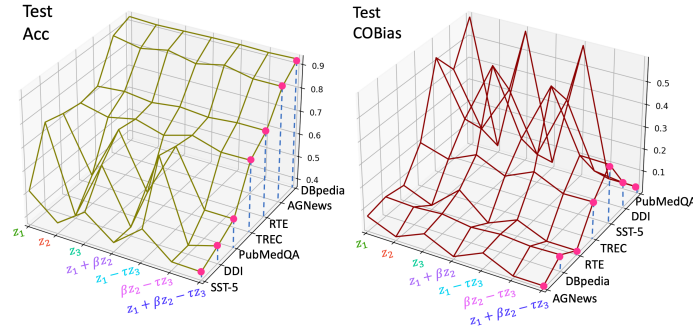 Test
Acc
0.9
0.8
0.7
0.6
0.5
0.4
DBpedia
AGNews
RTE
TREC
PubMedQA
DDI
SST-5
z₁
z₂
z₃
z₁ + βz₂
z₁ − τz₃
βz₂ − τz₃
z₁ + βz₂ − τz₃
Test
COBias
0.5
0.4
0.3
0.2
0.1
PubMedQA
DDI
SST-5
TREC
RTE
DBpedia
AGNews
z₁
z₂
z₃
z₁ + βz₂
z₁ − τz₃
βz₂ − τz₃
z₁ + βz₂ − τz₃